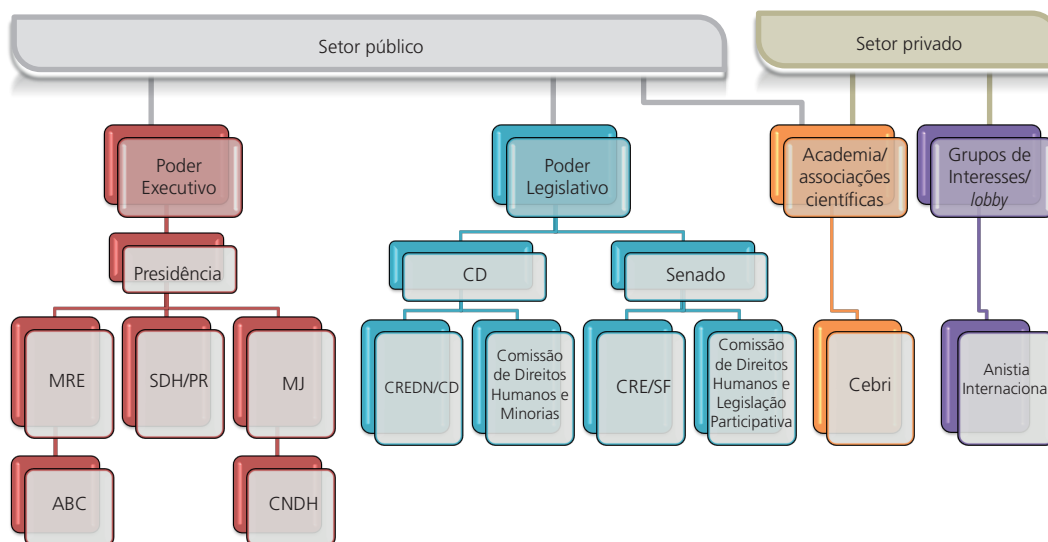 Setor público
Setor privado
Poder
Executivo
Poder
Legislativo
Academia/
associações
científicas
Grupos de
Interesses/
lobby
Presidência
CD
Senado
MRE
SDH/PR
MJ
CREDN/CD
Comissão
de Direitos
Humanos e
Minorias
CRE/SF
Comissão
de Direitos
Humanos e
Legislação
Participativa
Cebri
Anistia
Internacional
ABC
CNDH